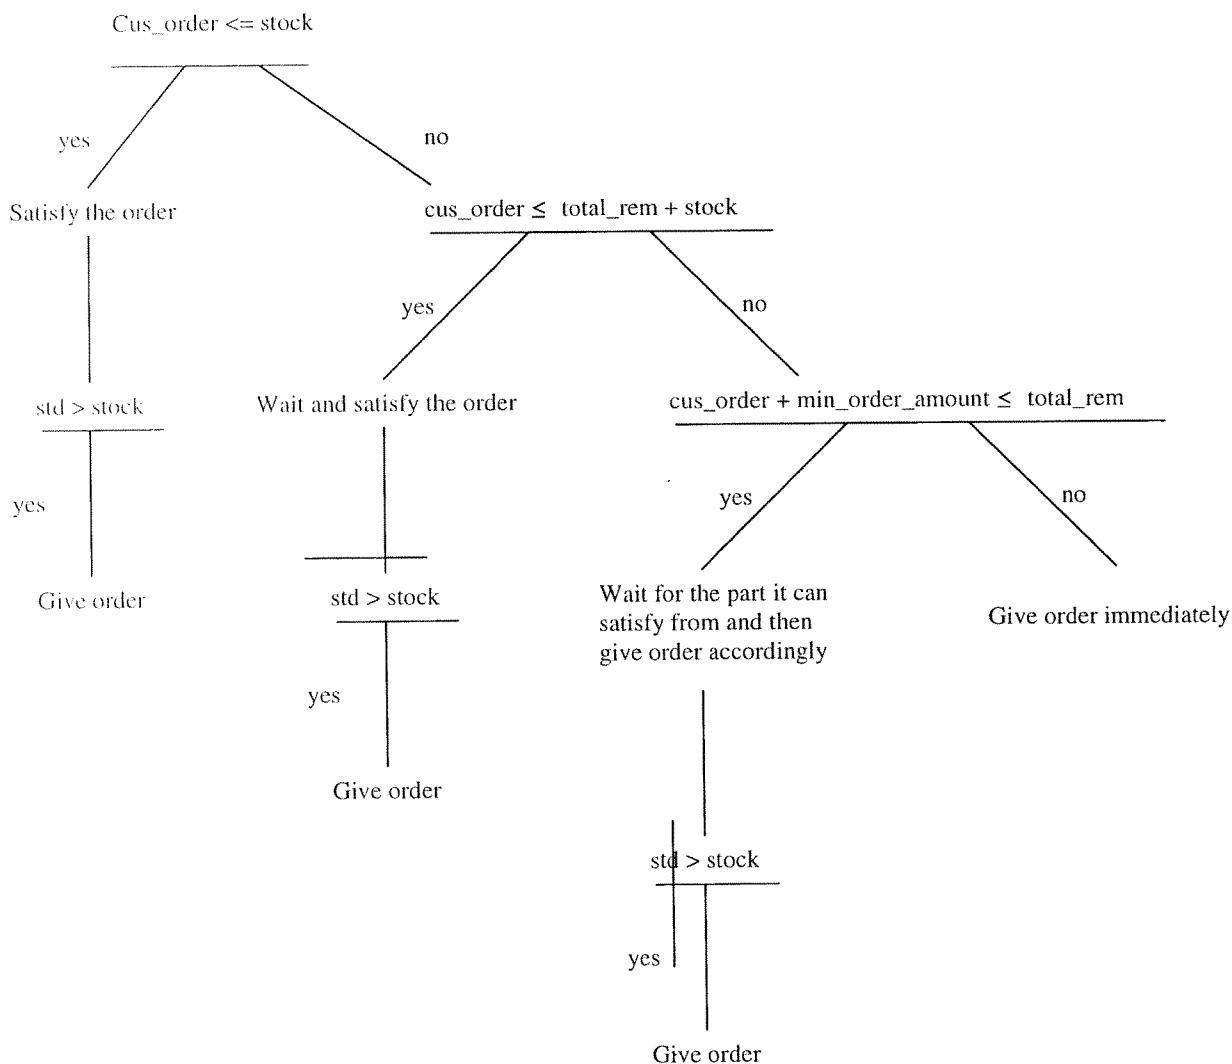 Cus_order <= stock
yes
no
Satisfy the order
cus_order ≤ total_rem + stock
yes
no
std > stock
Wait and satisfy the order
cus_order + min_order_amount ≤ total_rem
yes
yes
no
Give order
std > stock
Wait for the part it can
satisfy from and then
give order accordingly
Give order immediately
yes
Give order
std > stock
yes
Give order